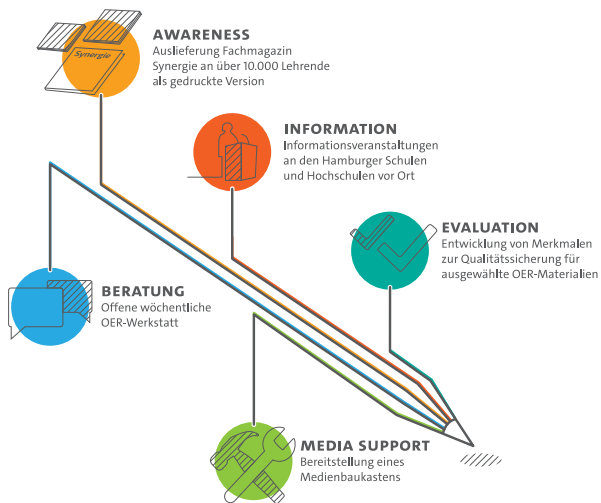 Synergie
AWARENESS
Auslieferung Fachmagazin
Synergie an über 10.000 Lehrende
als gedruckte Version
INFORMATION
Informationsveranstaltungen
an den Hamburger Schulen
und Hochschulen vor Ort
EVALUATION
Entwicklung von Merkmalen
zur Qualitätssicherung für
ausgewählte OER-Materialien
BERATUNG
Offene wöchentliche
OER-Werkstatt
MEDIA SUPPORT
Bereitstellung eines
Medienbaukastens